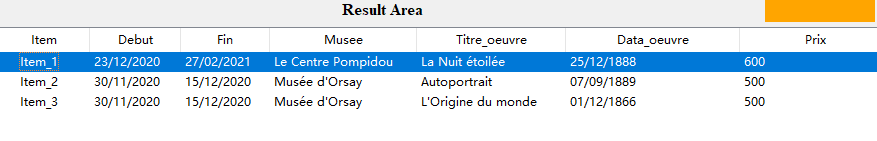 Result Area
Item Debut Fin Musee Titre_oeuvre Data_oeuvre Prix
Item_1 23/12/2020 27/02/2021 Le Centre Pompidou La Nuit étoilée 25/12/1888 600
Item_2 30/11/2020 15/12/2020 Musée d'Orsay Autoportrait 07/09/1889 500
Item_3 30/11/2020 15/12/2020 Musée d'Orsay L'Origine du monde 01/12/1866 500